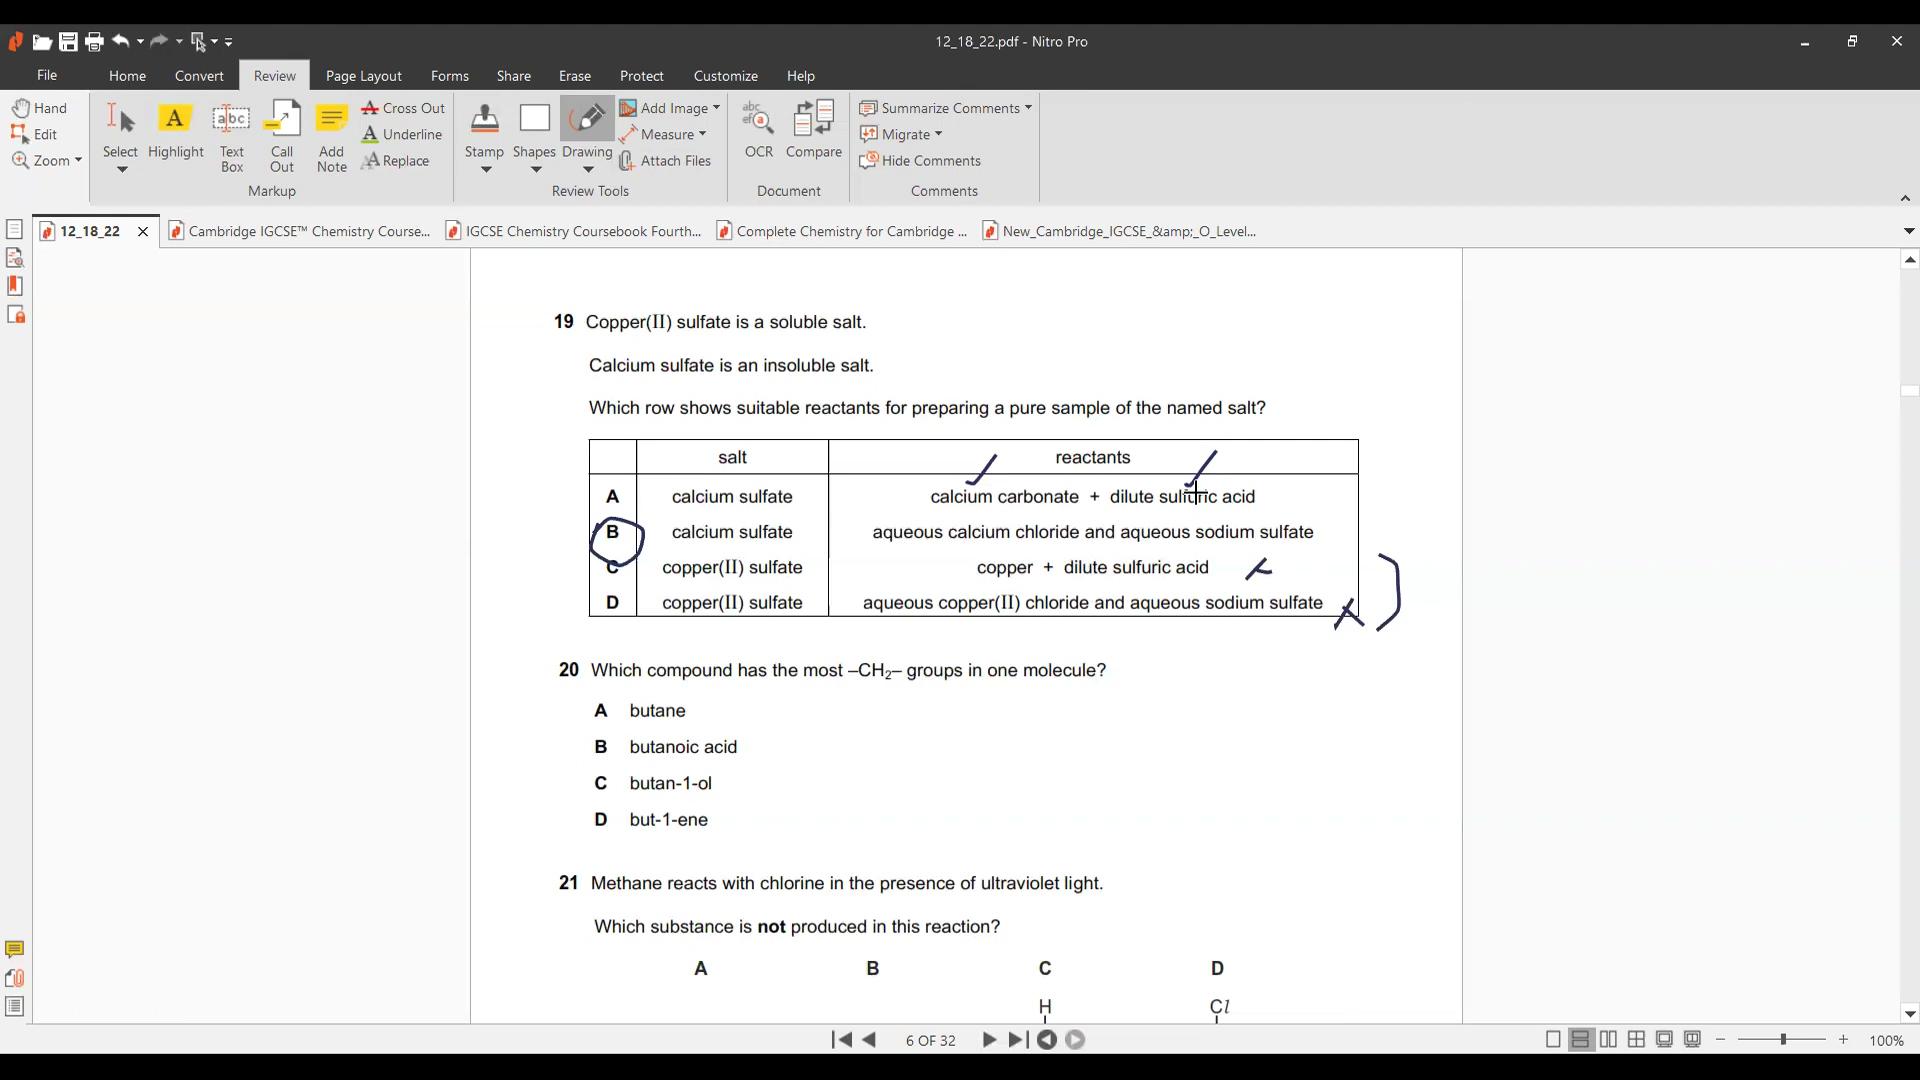 12_18_22.pdf - Nitro Pro
File Home Convert Review Page Layout Forms Share Erase Protect Customize Help
Hand
Edit
Zoom
Select
Highlight
Text Box
Call Out
Add Note
Cross Out
Underline
Replace
Markup
Stamp
Shapes
Drawing
Add Image
Measure
Attach Files
Review Tools
OCR
Compare
Document
Summarize Comments
Migrate
Hide Comments
Comments
12_18_22 Cambridge IGCSE™ Chemistry Course... IGCSE Chemistry Coursebook Fourth... Complete Chemistry for Cambridge ... New_Cambridge_IGCSE_&amp;_O_Level...
19 Copper(II) sulfate is a soluble salt.
Calcium sulfate is an insoluble salt.
Which row shows suitable reactants for preparing a pure sample of the named salt?
salt reactants
A calcium sulfate calcium carbonate + dilute sulfuric acid
B calcium sulfate aqueous calcium chloride and aqueous sodium sulfate
C copper(II) sulfate copper + dilute sulfuric acid
D copper(II) sulfate aqueous copper(II) chloride and aqueous sodium sulfate
20 Which compound has the most –CH₂– groups in one molecule?
A butane
B butanoic acid
C butan-1-ol
D but-1-ene
21 Methane reacts with chlorine in the presence of ultraviolet light.
Which substance is not produced in this reaction?
A B C D
H Cl
6 OF 32
100%